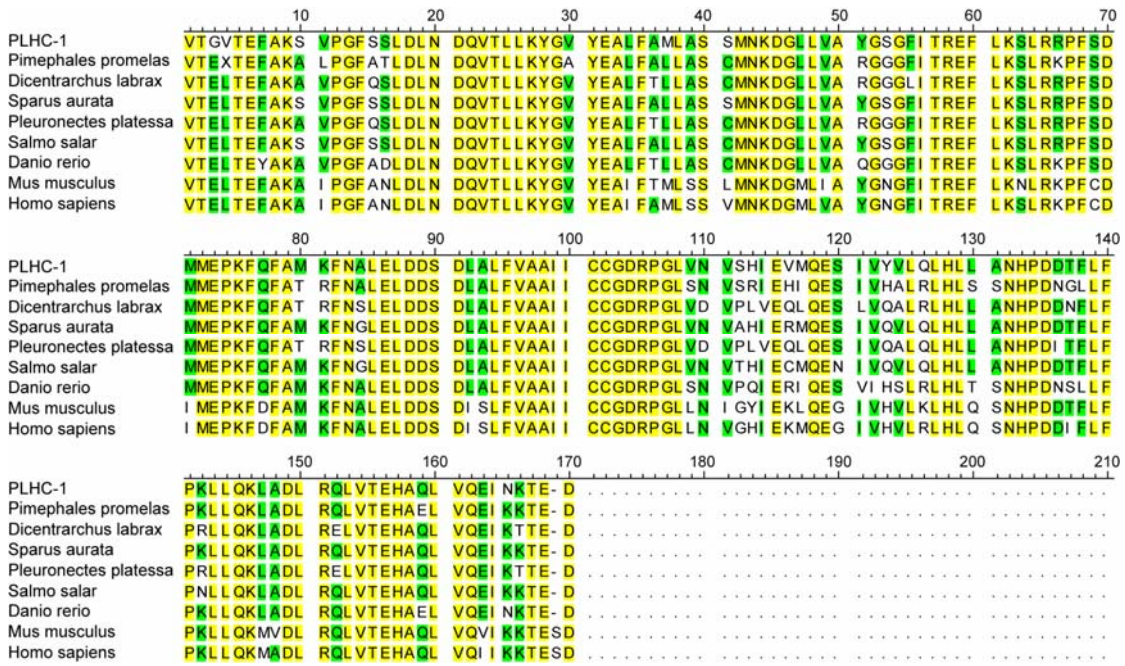 10 20 30 40 50 60 70
PLHC-1 VTGVTEFAKS VPGFSSLDLN DQVTLLKYGV YEALFAMLAS SMNKDGLLVA YGSGFITREF LKSLRRPFSD
Pimephales promelas VTEXTEFAKA LPGFATLDLN DQVTLLKYGA YEALFALLAS CMNKDGLLVA RGGGFITREF LKSLRKPFSD
Dicentrarchus labrax VTELTEFAKA VPGFQSLDLN DQVTLLKYGV YEALFTLLAS CMNKDGLLVA RGGGLITREF LKSLRRPFSD
Sparus aurata VTELTEFAKS VPGFSSLDLN DQVTLLKYGV YEALFALLAS SMNKDGLLVA YGSGFITREF LKSLRRPFSD
Pleuronectes platessa VTELTEFAKA VPGFQSLDLN DQVTLLKYGV YEALFTLLAS CMNKDGLLVA RGGGFITREF LKSLRRPFSD
Salmo salar VTELTEFAKS VPGFSSLDLN DQVTLLKYGV YEALFALLAS CMNKDGLLVA YGSGFITREF LKSLRRPFSD
Danio rerio VTELTEYAKA VPGFADLDLN DQVTLLKYGV YEALFTLLAS CMNKDGLLVA QGGGFITREF LKSLRKPFSD
Mus musculus VTELTEFAKA IPGFANLDLN DQVTLLKYGV YEAIFTMLSS LMNKDGMLIA YGNGFITREF LKNLRKPFCD
Homo sapiens VTELTEFAKA IPGFANLDLN DQVTLLKYGV YEAIFAMLSS VMNKDGMLVA YGNGFITREF LKSLRKPFCD
80 90 100 110 120 130 140
PLHC-1 MMEPKFQFAM KFNALELDDS DLALFVAAII CCGDRPGLVN VSHIEVMQES IVYVLQLHLL ANHPDDTFLF
Pimephales promelas MMEPKFQFAT RFNALELDDS DLALFVAAII CCGDRPGLSN VSRIEHIQES IVHALRLHLS SNHPDNGLLF
Dicentrarchus labrax MMEPKFQFAT RFNSLELDDS DLALFVAAII CCGDRPGLVD VPLVEQLQES LVQALRLHLL ANHPDDNFLF
Sparus aurata MMEPKFQFAM KFNGLELDDS DLALFVAAII CCGDRPGLVN VAHIERMQES IVQVLQLHLL ANHPDDTFLF
Pleuronectes platessa MMEPKFQFAT RFNSLELDDS DLALFVAAII CCGDRPGLVD VPLVEQLQES IVQALQLHLL ANHPDDITFLF
Salmo salar MMEPKFQFAM KFNGLELDDS DLALFVAAII CCGDRPGLVN VTHIECMQEN IVQVLQLHLL ANHPDDTFLF
Danio rerio MMEPKFQFAM KFNALELDDS DLALFVAAII CCGDRPGLSN VPQIERIQES VIHSLRLHLT SNHPDNSLLF
Mus musculus IMEPKFDFAM KFNALELDDS DISLFVAAII CCGDRPGLLN IGYIEKLQEG IVHVLKLHLQ SNHPDDTFLF
Homo sapiens IMEPKFDFAM KFNALELDDS DISLFVAAII CCGDRPGLLN VGHIEKMQEG IVHVLRLHLQ SNHPDDIFLF
150 160 170 180 190 200 210
PLHC-1 PKLLQKLADL RQLVTEHAQL VQEINKTE-D
Pimephales promelas PKLLQKLADL RQLVTEHAEL VQEIKKTE-D
Dicentrarchus labrax PRLLQKLADL RELVTEHAQL VQEIKTTE-D
Sparus aurata PKLLQKLADL RQLVTEHAQL VQEIKKTE-D
Pleuronectes platessa PRLLQKLADL RELVTEHAQL VQEIKTTE-D
Salmo salar PNLLQKLADL RQLVTEHAQL VQEIKKTE-D
Danio rerio PKLLQKLADL RQLVTEHAEL VQEINKTE-D
Mus musculus PKLLQKMVDL RQLVTEHAQL VQVIKKTESD
Homo sapiens PKLLQKMADL RQLVTEHAQL VQIIKKTESD